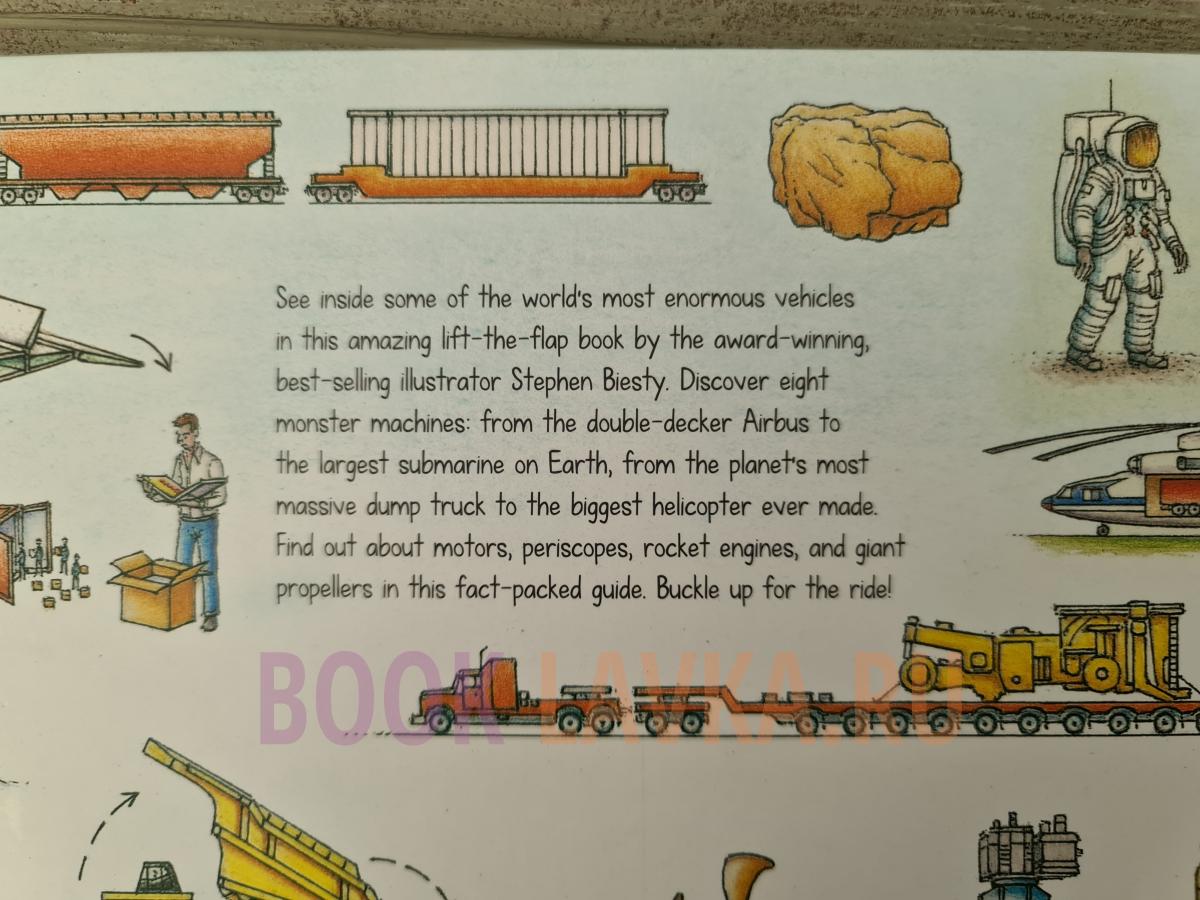 See inside some of the world's most enormous vehicles
in this amazing lift-the-flap book by the award-winning,
best-selling illustrator Stephen Biesty. Discover eight
monster machines: from the double-decker Airbus to
the largest submarine on Earth, from the planet's most
massive dump truck to the biggest helicopter ever made.
Find out about motors, periscopes, rocket engines, and giant
propellers in this fact-packed guide. Buckle up for the ride!
BOOK-LAVKA.RU